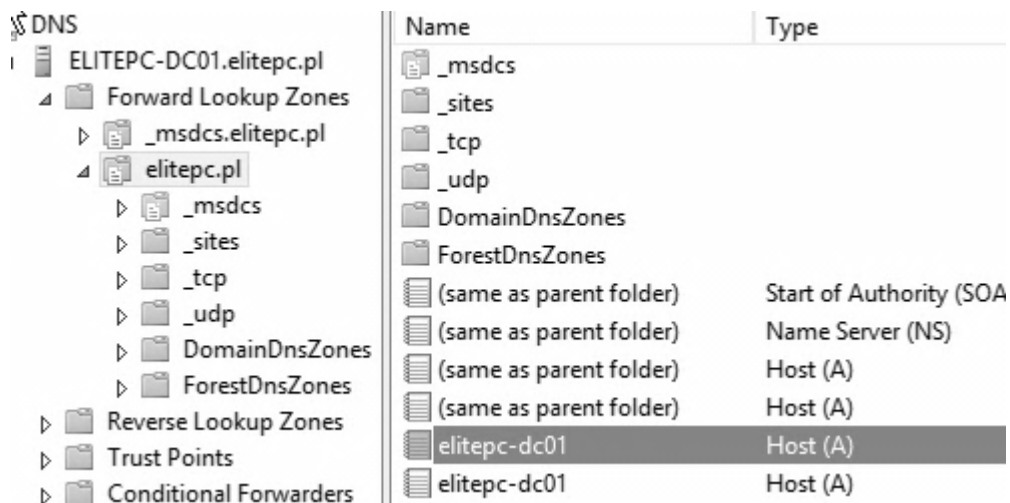 DNS
ELITEPC-DC01.elitepc.pl
Forward Lookup Zones
_msdcs.elitepc.pl
elitepc.pl
_msdcs
_sites
_tcp
_udp
DomainDnsZones
ForestDnsZones
Reverse Lookup Zones
Trust Points
Conditional Forwarders
Name Type
_msdcs
_sites
_tcp
_udp
DomainDnsZones
ForestDnsZones
(same as parent folder) Start of Authority (SOA
(same as parent folder) Name Server (NS)
(same as parent folder) Host (A)
(same as parent folder) Host (A)
elitepc-dc01 Host (A)
elitepc-dc01 Host (A)